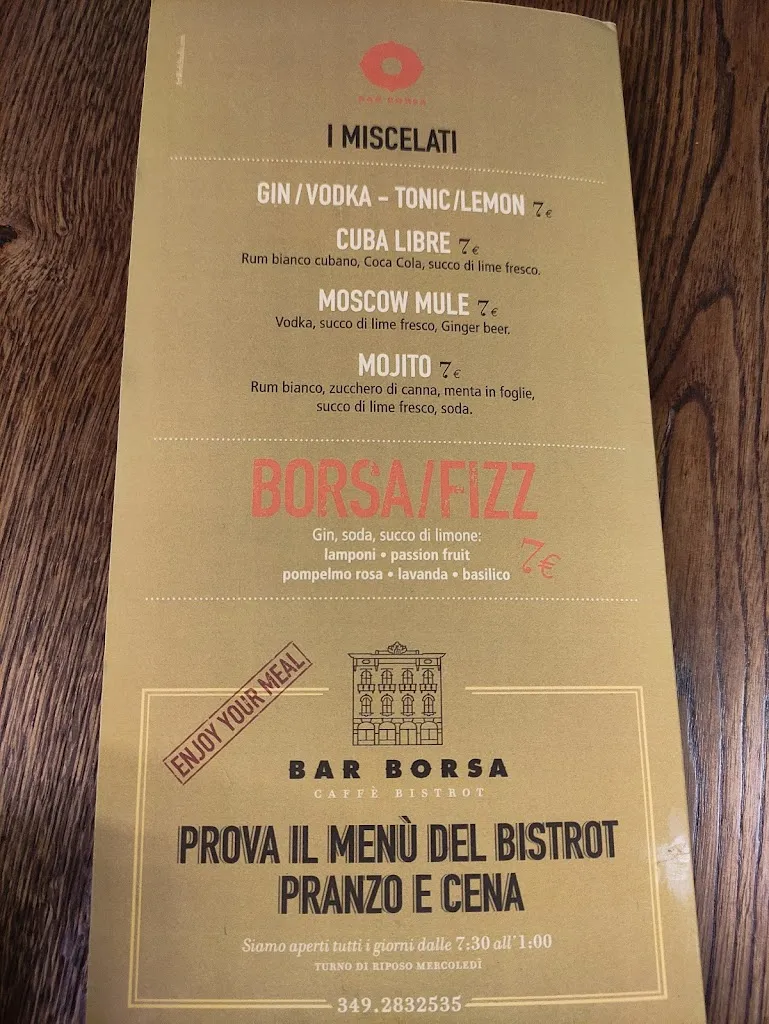 BAR BORSA
I MISCELATI
GIN / VODKA - TONIC / LEMON 7€
CUBA LIBRE 7€
Rum bianco cubano, Coca Cola, succo di lime fresco.
MOSCOW MULE 7€
Vodka, succo di lime fresco, Ginger beer.
MOJITO 7€
Rum bianco, zucchero di canna, menta in foglie,
succo di lime fresco, soda.
BORSA/FIZZ
Gin, soda, succo di limone:
lamponi • passion fruit
pompelmo rosa • lavanda • basilico
7€
ENJOY YOUR MEAL
BAR BORSA
CAFFÈ BISTROT
PROVA IL MENÙ DEL BISTROT
PRANZO E CENA
Siamo aperti tutti i giorni dalle 7:30 all'1:00
TURNO DI RIPOSO MERCOLEDÌ
349.2832535